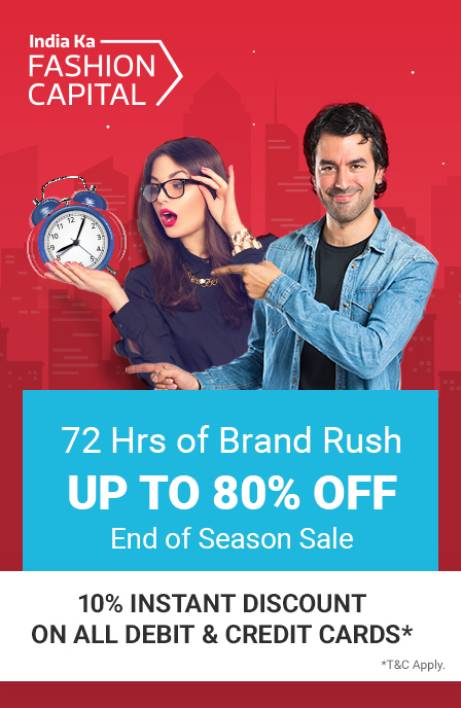 India Ka
FASHION
CAPITAL
72 Hrs of Brand Rush
UP TO 80% OFF
End of Season Sale
10% INSTANT DISCOUNT
ON ALL DEBIT & CREDIT CARDS*
*T&C Apply.